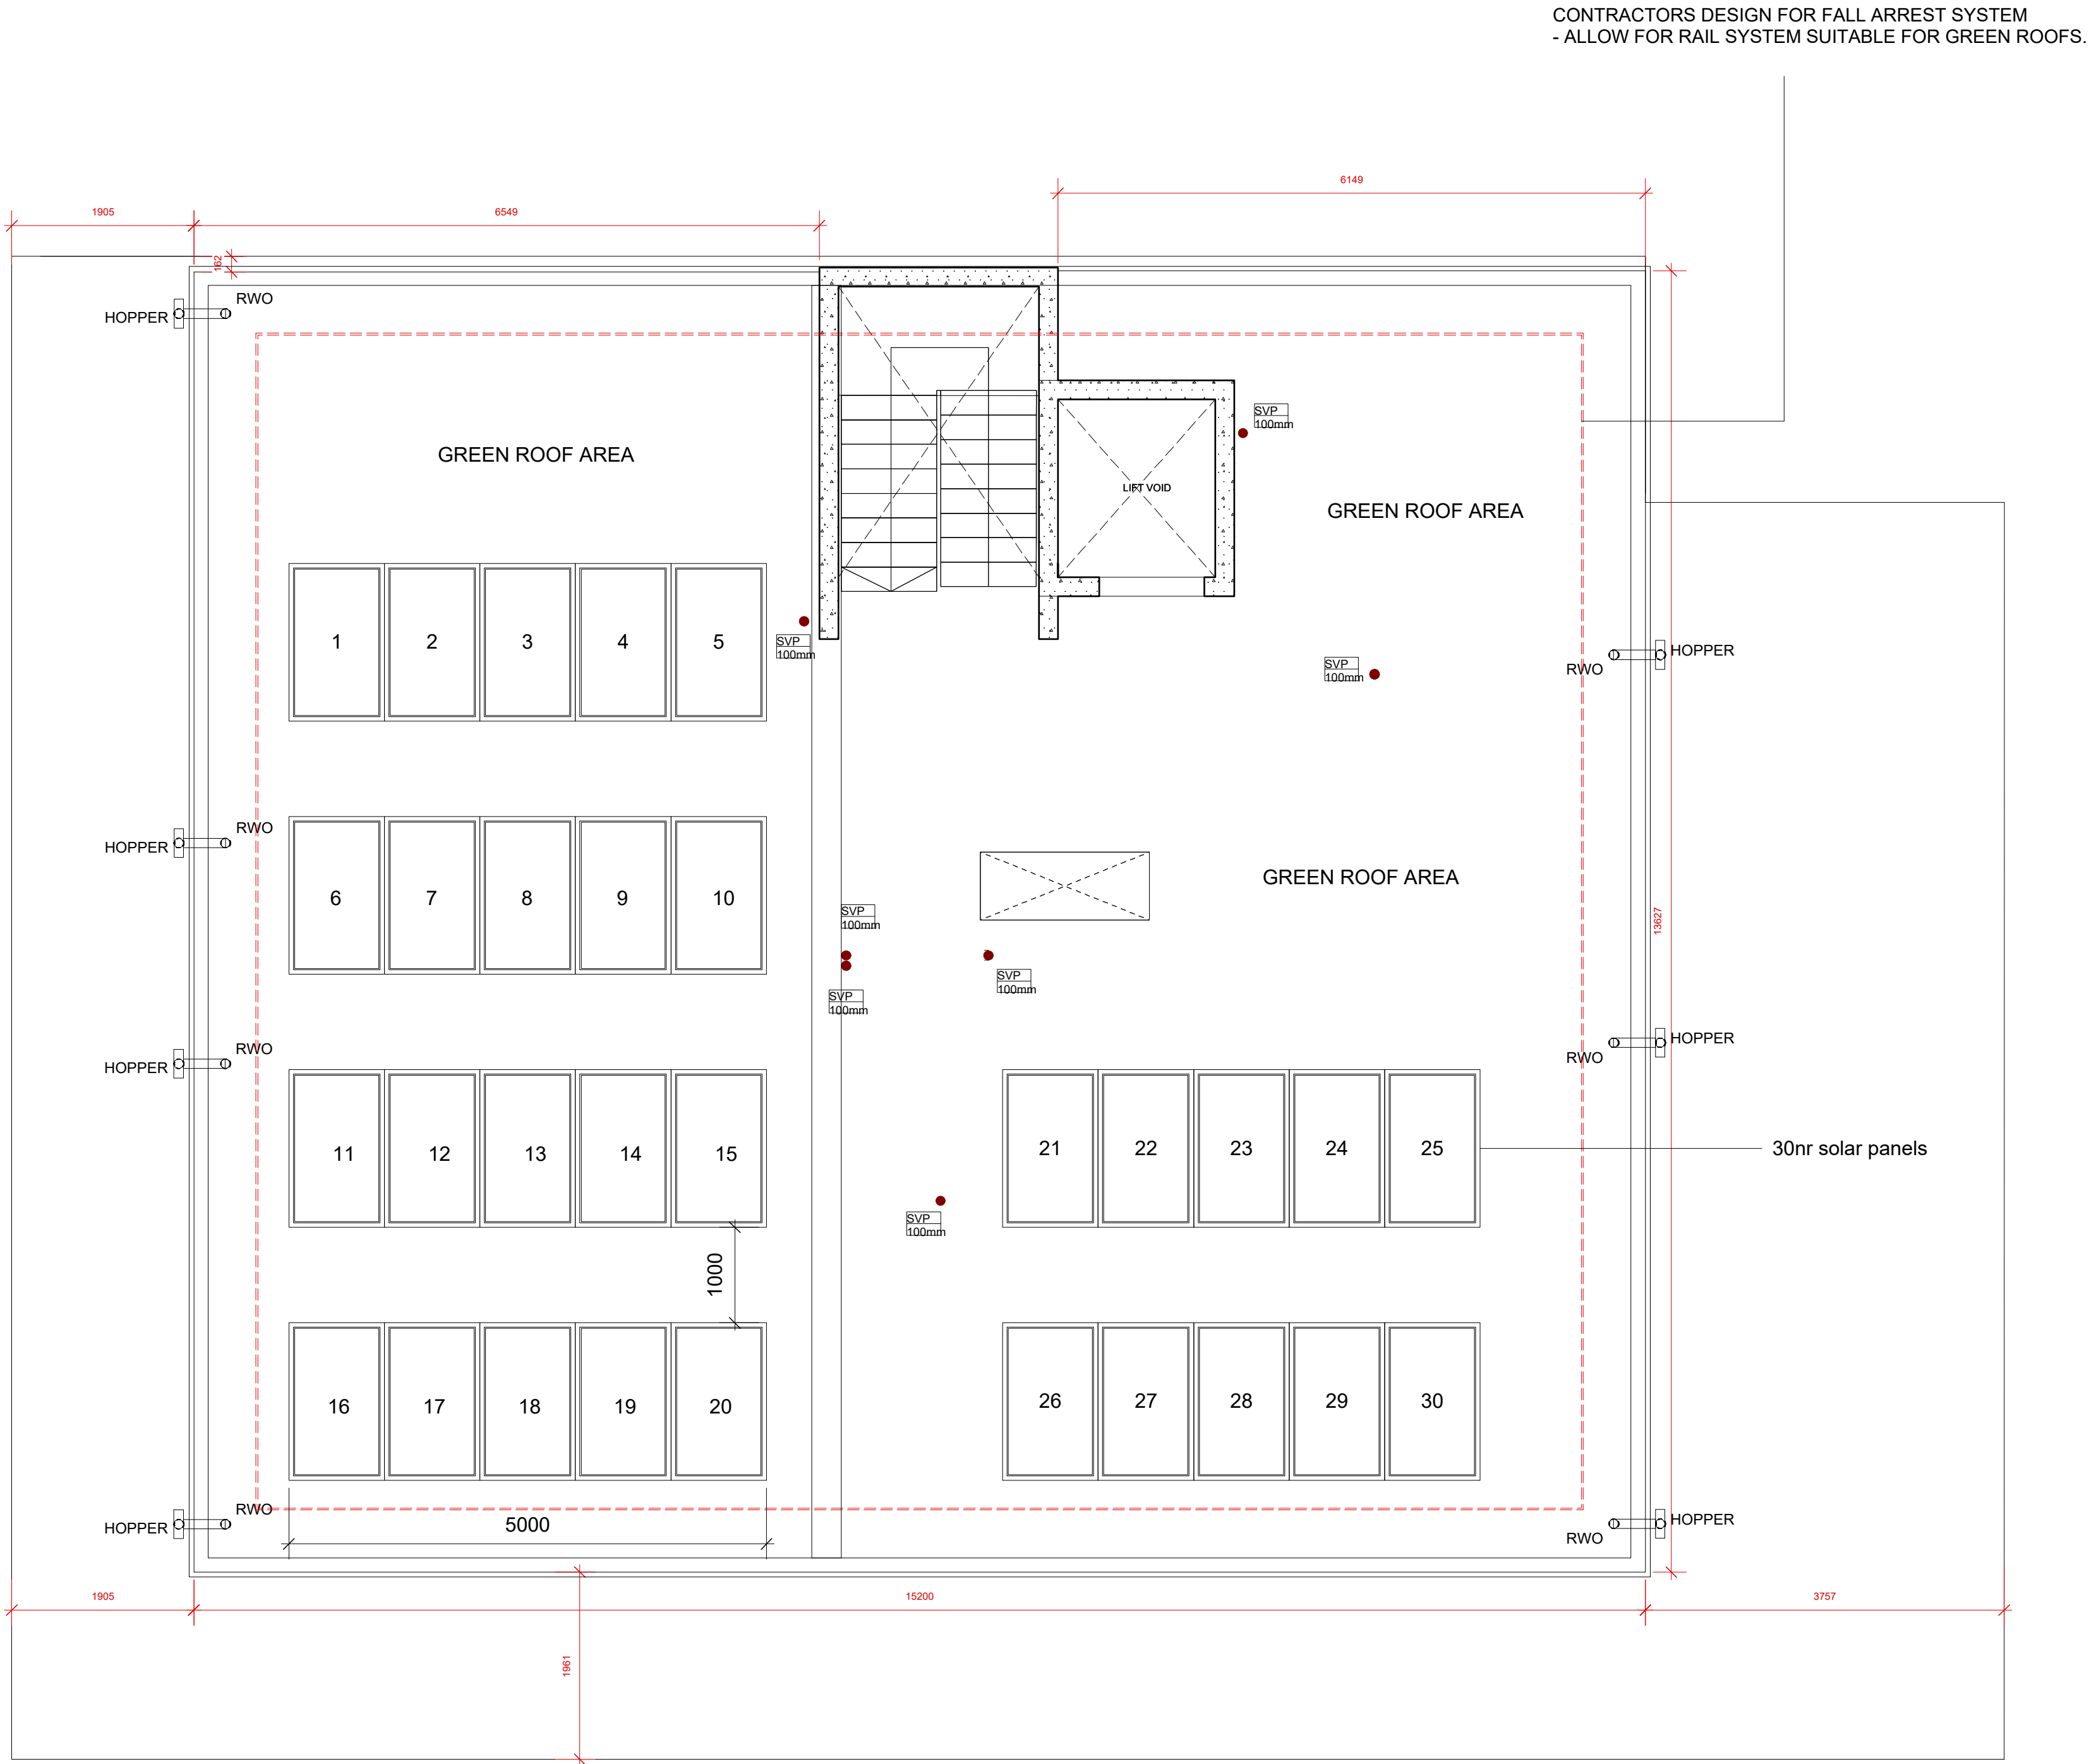 CONTRACTORS DESIGN FOR FALL ARREST SYSTEM
- ALLOW FOR RAIL SYSTEM SUITABLE FOR GREEN ROOFS.
6149
1905
6549
162
RWO
HOPPER
SVP
100mm
GREEN ROOF AREA
LIFT VOID
GREEN ROOF AREA
1
2
3
4
5
SVP
100mm
SVP
100mm
HOPPER
RWO
RWO
HOPPER
GREEN ROOF AREA
6
7
8
9
10
SVP
100mm
13627
SVP
100mm
SVP
100mm
RWO
HOPPER
HOPPER
RWO
11
12
13
14
15
21
22
23
24
25
30nr solar panels
SVP
100mm
1000
16
17
18
19
20
26
27
28
29
30
RWO
HOPPER
5000
HOPPER
RWO
1905
15200
3757
1961